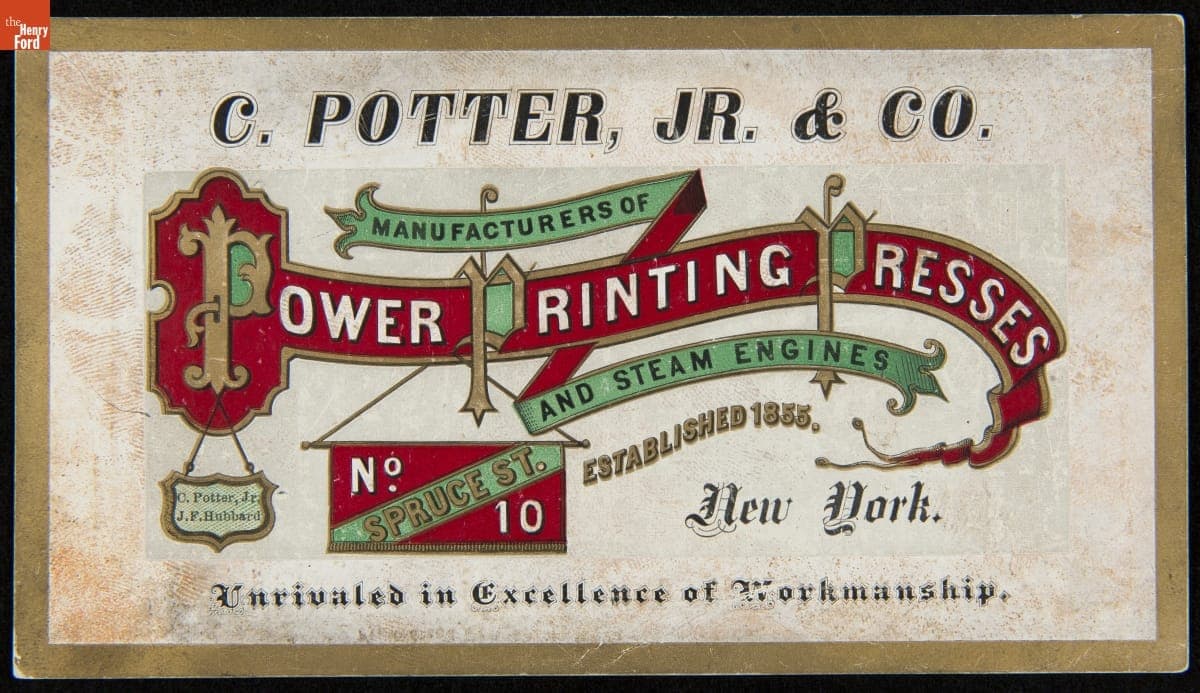 the
Henry
Ford
C. POTTER, JR. & CO.
MANUFACTURERS OF
POWER PRINTING PRESSES
AND STEAM ENGINES
ESTABLISHED 1855.
No 10
SPRUCE ST.
New York.
C. Potter, Jr.
J. F. Hubbard
Unrivaled in Excellence of Workmanship.